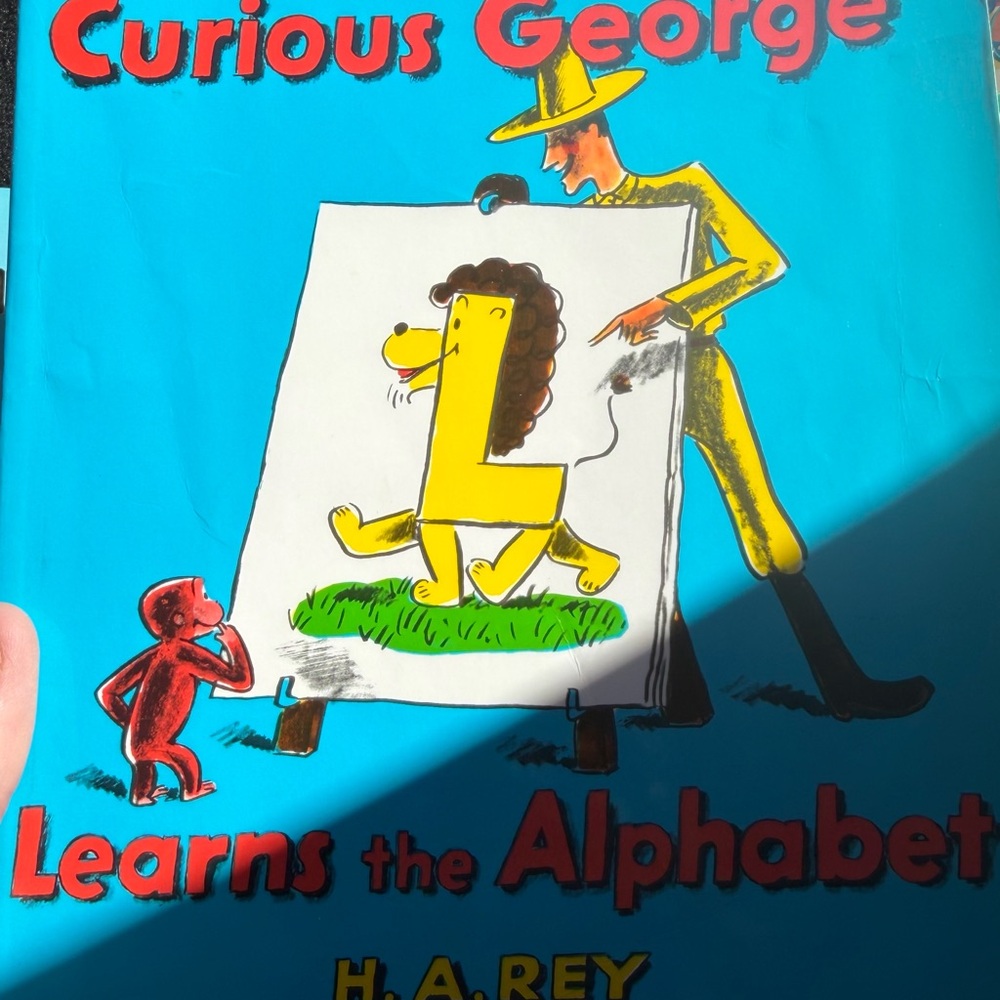 Curious George
Learns the Alphabet
H. A. REY